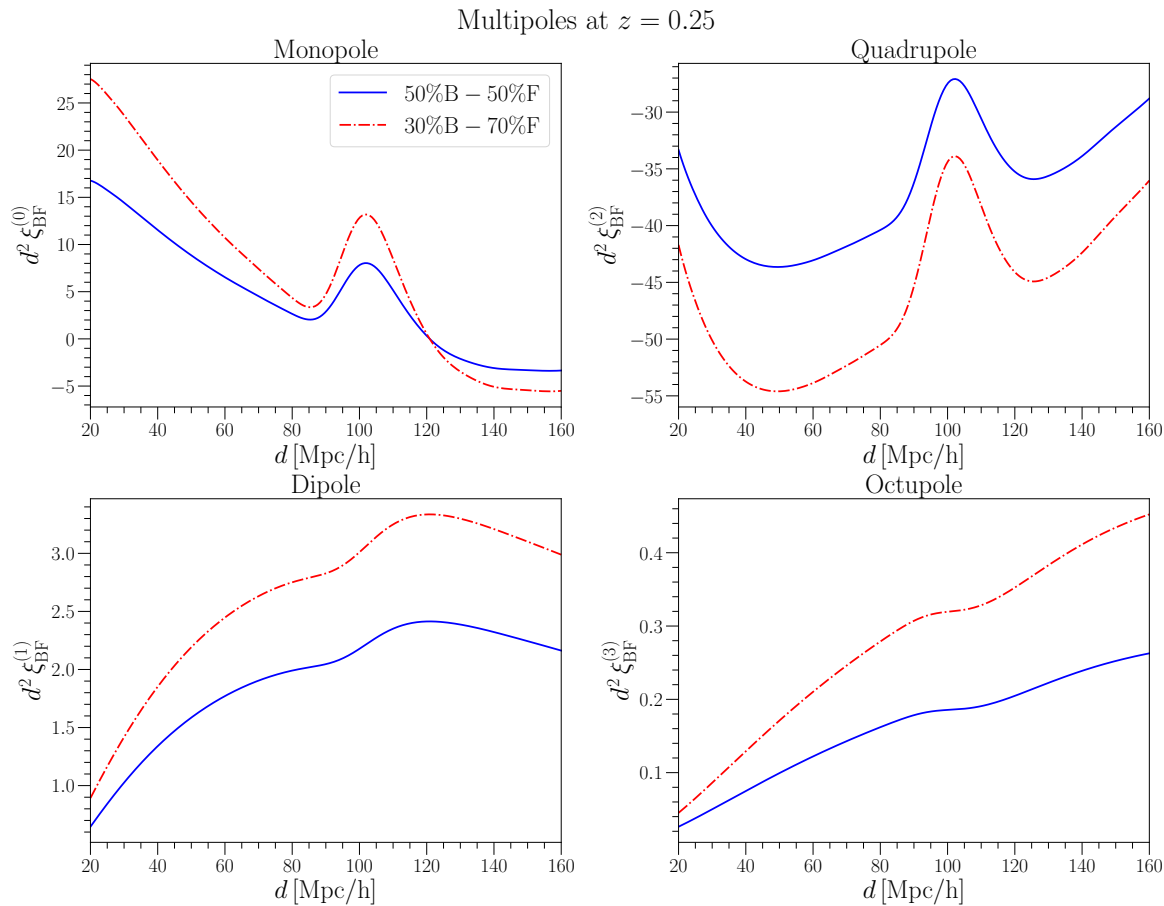 Multipoles at z = 0.25
Monopole
50%B − 50%F
30%B − 70%F
25
20
15
10
5
0
−5
d² ξ_BF^(0)
20 40 60 80 100 120 140 160
d [Mpc/h]
Quadrupole
−30
−35
−40
−45
−50
−55
d² ξ_BF^(2)
20 40 60 80 100 120 140 160
d [Mpc/h]
Dipole
3.0
2.5
2.0
1.5
1.0
d² ξ_BF^(1)
20 40 60 80 100 120 140 160
d [Mpc/h]
Octupole
0.4
0.3
0.2
0.1
d² ξ_BF^(3)
20 40 60 80 100 120 140 160
d [Mpc/h]